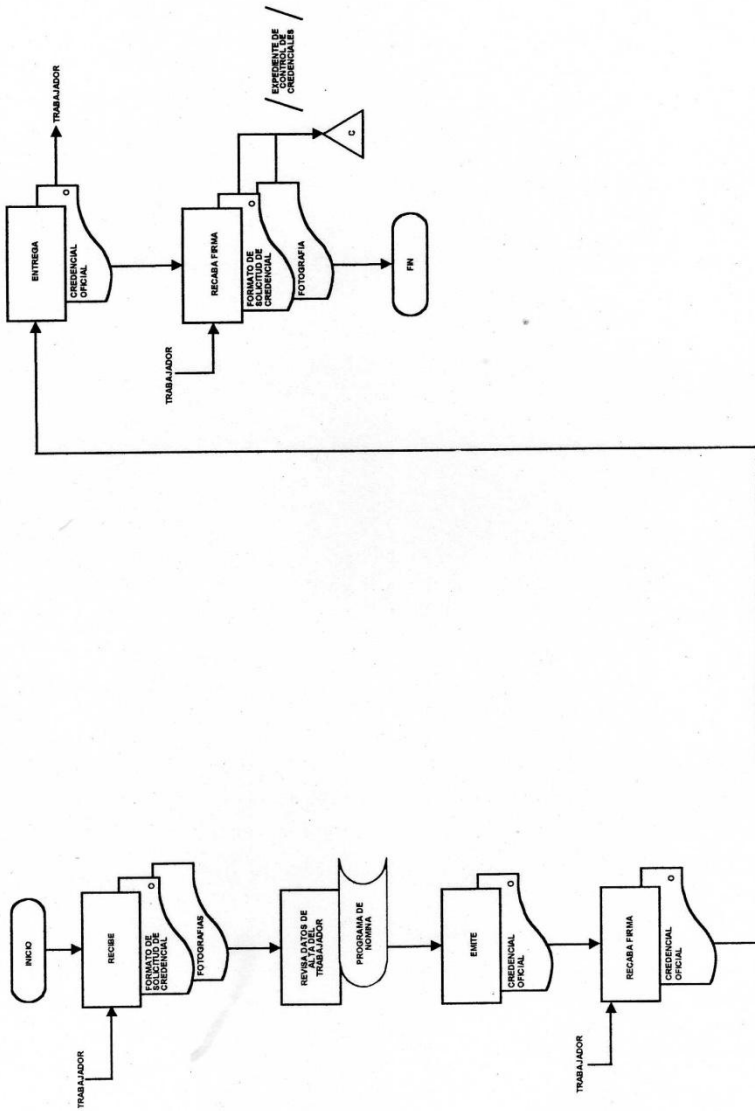 INICIO
TRABAJADOR
RECIBE
FORMATO DE
SOLICITUD DE
CREDENCIAL
O
FOTOGRAFIAS
REVISA DATOS DE
ALTA DEL
TRABAJADOR
PROGRAMA DE
NOMINA
EMITE
CREDENCIAL
OFICIAL
O
TRABAJADOR
RECABA FIRMA
CREDENCIAL
OFICIAL
O
ENTREGA
CREDENCIAL
OFICIAL
O
TRABAJADOR
TRABAJADOR
RECABA FIRMA
FORMATO DE
SOLICITUD DE
CREDENCIAL
O
FOTOGRAFIA
C
EXPEDIENTE DE
CONTROL DE
CREDENCIALES
FIN